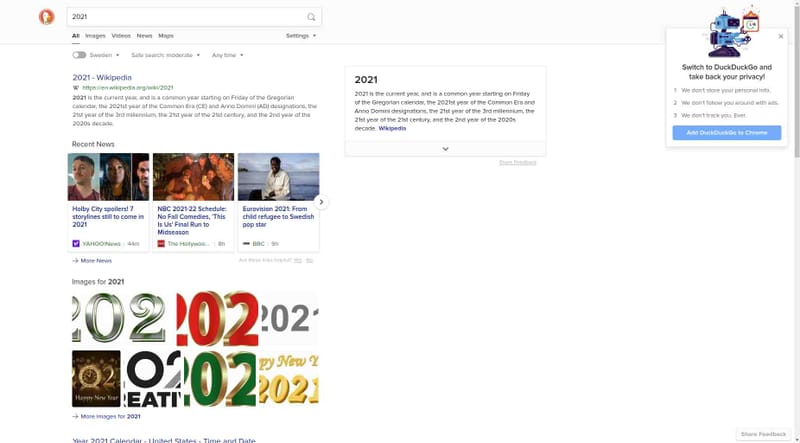 2021
All Images Videos News Maps
Settings
Sweden
Safe search: moderate
Any time
2021 - Wikipedia
W https://en.wikipedia.org/wiki/2021
2021 is the current year, and is a common year starting on Friday of the Gregorian
calendar, the 2021st year of the Common Era (CE) and Anno Domini (AD) designations, the
21st year of the 3rd millennium, the 21st year of the 21st century, and the 2nd year of the
2020s decade.
Recent News
Holby City spoilers! 7
storylines still to come in
2021
YAHOO!News 44m
NBC 2021-22 Schedule:
No Fall Comedies, 'This
Is Us' Final Run to
Midseason
The Hollywoo... 8h
Eurovision 2021: From
child refugee to Swedish
pop star
BBC 9h
→ More News
Are these links helpful? Yes No
Images for 2021
202
202
2021
2021
Happy New Year
202
CREATIV
202
Happy New Y
2021
→ More Images for 2021
Year 2021 Calendar - United States - Time and Date
2021
2021 is the current year, and is a common year starting on Friday
of the Gregorian calendar, the 2021st year of the Common Era and
Anno Domini designations, the 21st year of the 3rd millennium, the
21st year of the 21st century, and the 2nd year of the 2020s
decade. Wikipedia
Share Feedback
Switch to DuckDuckGo and
take back your privacy!
1 We don't store your personal info.
2 We don't follow you around with ads.
3 We don't track you. Ever.
Add DuckDuckGo to Chrome
Share Feedback